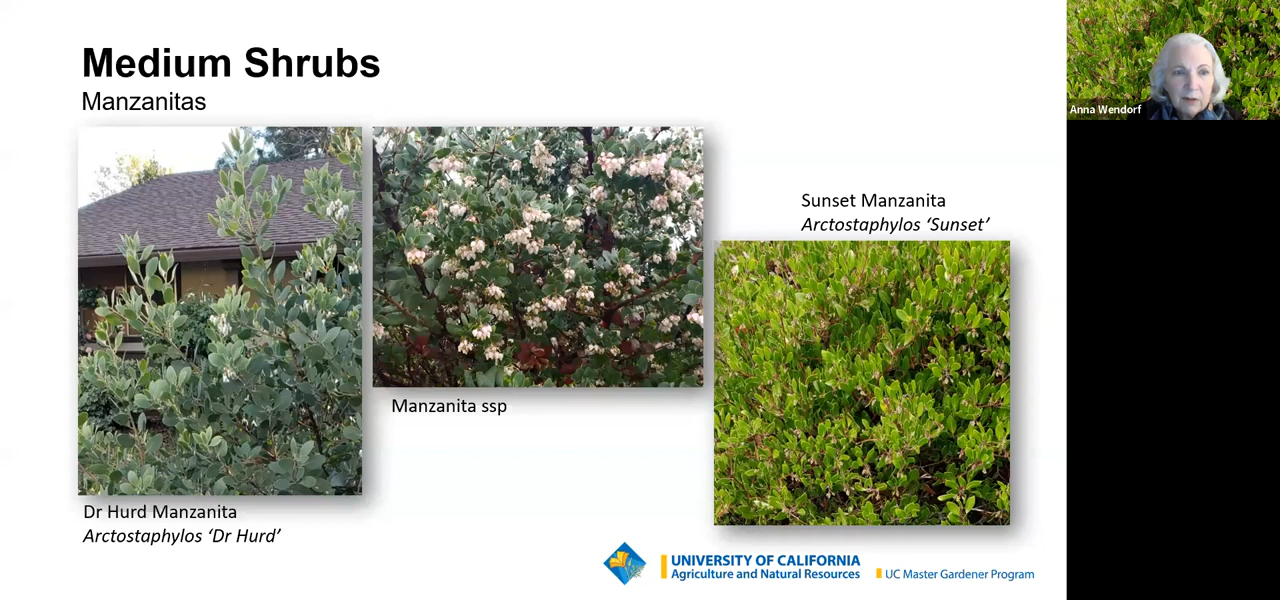 Medium Shrubs
Manzanitas
Anna Wendorf
Sunset Manzanita
Arctostaphylos ‘Sunset’
Manzanita ssp
Dr Hurd Manzanita
Arctostaphylos ‘Dr Hurd’
UNIVERSITY OF CALIFORNIA
Agriculture and Natural Resources
UC Master Gardener Program